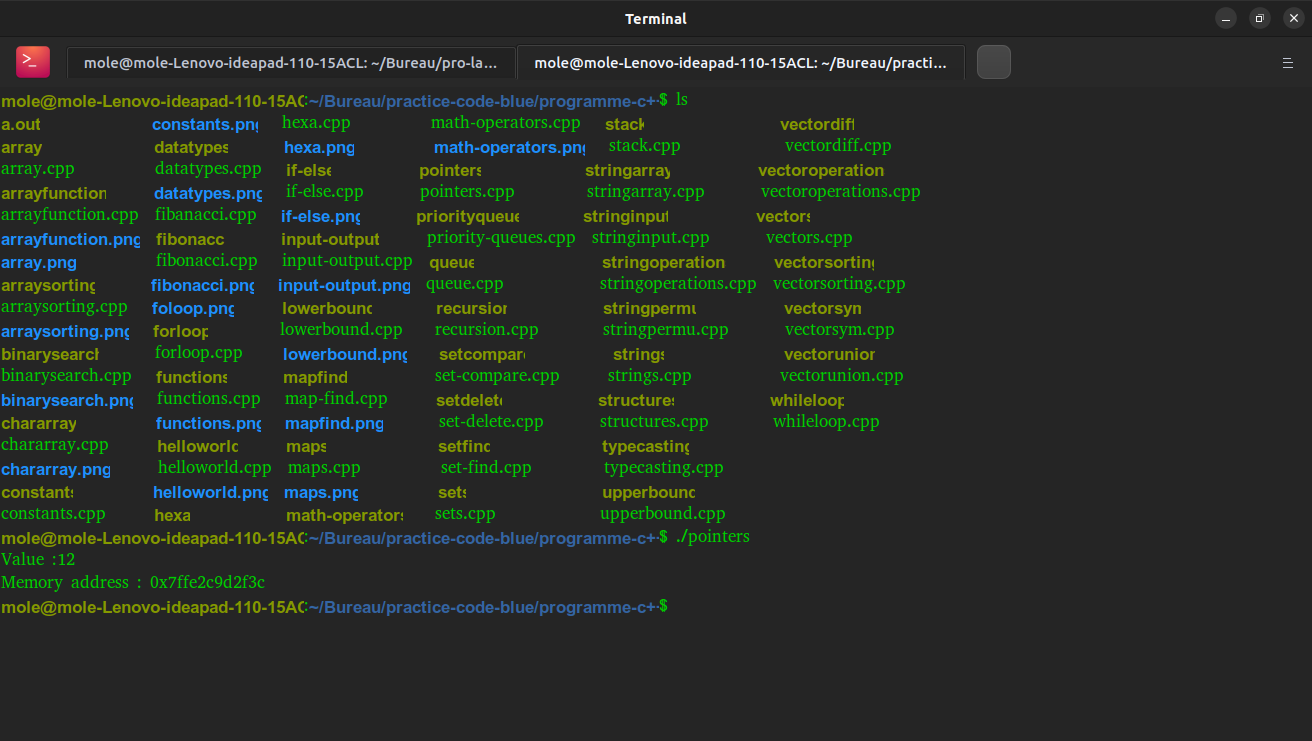 Terminal
mole@mole-Lenovo-ideapad-110-15ACL: ~/Bureau/pro-la... mole@mole-Lenovo-ideapad-110-15ACL: ~/Bureau/practi...
mole@mole-Lenovo-ideapad-110-15AC:~/Bureau/practice-code-blue/programme-c+$ ls
a.out constants.png hexa.cpp math-operators.cpp stack vectordiff
array datatypes hexa.png math-operators.png stack.cpp vectordiff.cpp
array.cpp datatypes.cpp if-else pointers stringarray vectoroperation
arrayfunction datatypes.png if-else.cpp pointers.cpp stringarray.cpp vectoroperations.cpp
arrayfunction.cpp fibanacci.cpp if-else.png priorityqueue stringinput vectors
arrayfunction.png fibonacc input-output priority-queues.cpp stringinput.cpp vectors.cpp
array.png fibonacci.cpp input-output.cpp queue stringoperation vectorsorting
arraysorting fibonacci.png input-output.png queue.cpp stringoperations.cpp vectorsorting.cpp
arraysorting.cpp foloop.png lowerbound recursion stringpermu vectorsym
arraysorting.png forloop lowerbound.cpp recursion.cpp stringpermu.cpp vectorsym.cpp
binarysearch forloop.cpp lowerbound.png setcompare strings vectorunion
binarysearch.cpp functions mapfind set-compare.cpp strings.cpp vectorunion.cpp
binarysearch.png functions.cpp map-find.cpp setdelete structures whileloop
chararray functions.png mapfind.png set-delete.cpp structures.cpp whileloop.cpp
chararray.cpp helloworld maps setfind typecasting
chararray.png helloworld.cpp maps.cpp set-find.cpp typecasting.cpp
constants helloworld.png maps.png sets upperbound
constants.cpp hexa math-operators sets.cpp upperbound.cpp
mole@mole-Lenovo-ideapad-110-15AC:~/Bureau/practice-code-blue/programme-c+$ ./pointers
Value :12
Memory address : 0x7ffe2c9d2f3c
mole@mole-Lenovo-ideapad-110-15AC:~/Bureau/practice-code-blue/programme-c+$